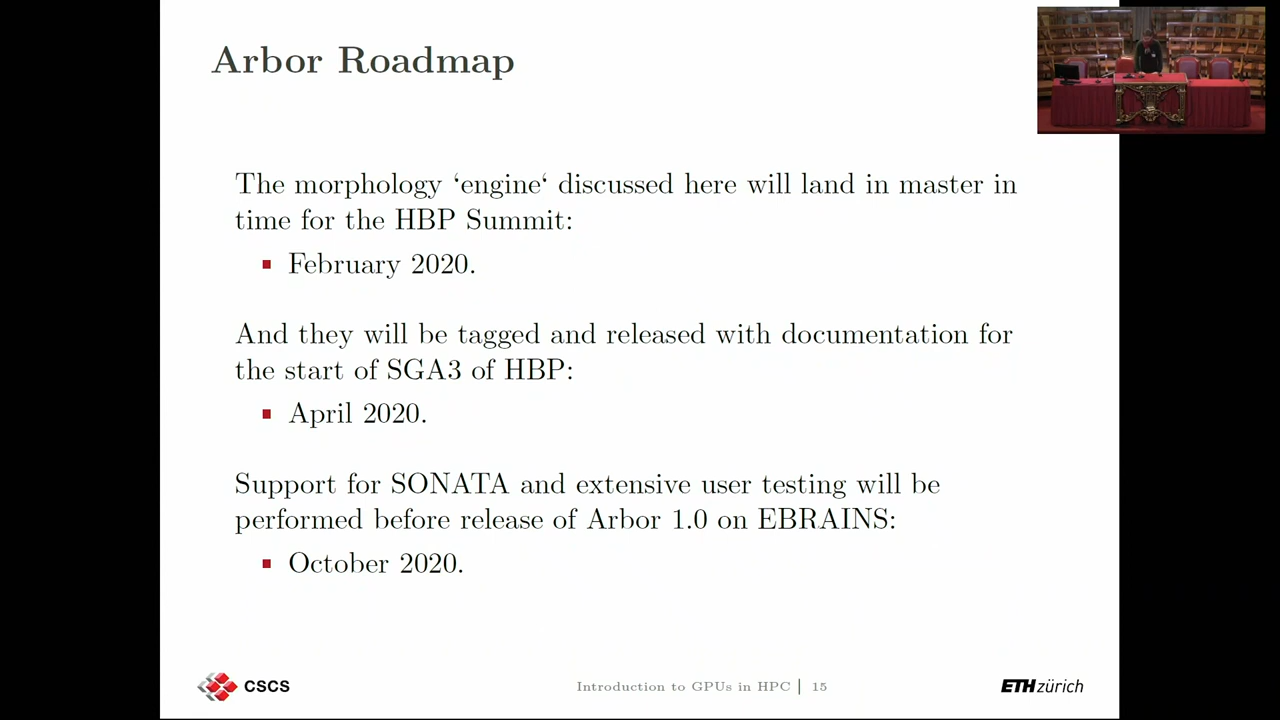 Arbor Roadmap
The morphology ‘engine‘ discussed here will land in master in
time for the HBP Summit:
February 2020.
And they will be tagged and released with documentation for
the start of SGA3 of HBP:
April 2020.
Support for SONATA and extensive user testing will be
performed before release of Arbor 1.0 on EBRAINS:
October 2020.
CSCS
Introduction to GPUs in HPC | 15
ETHzürich